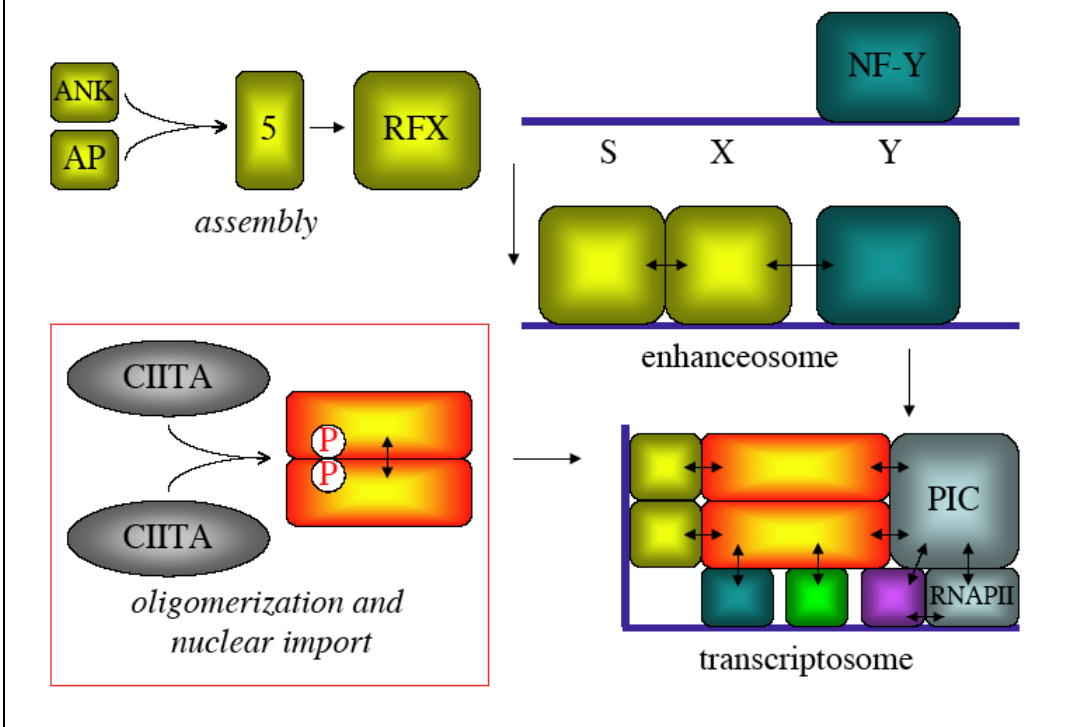 ANK
AP
5
RFX
assembly
NF-Y
S X Y
enhanceosome
CIITA
P
P
CIITA
oligomerization and
nuclear import
PIC
RNAPII
transcriptosome